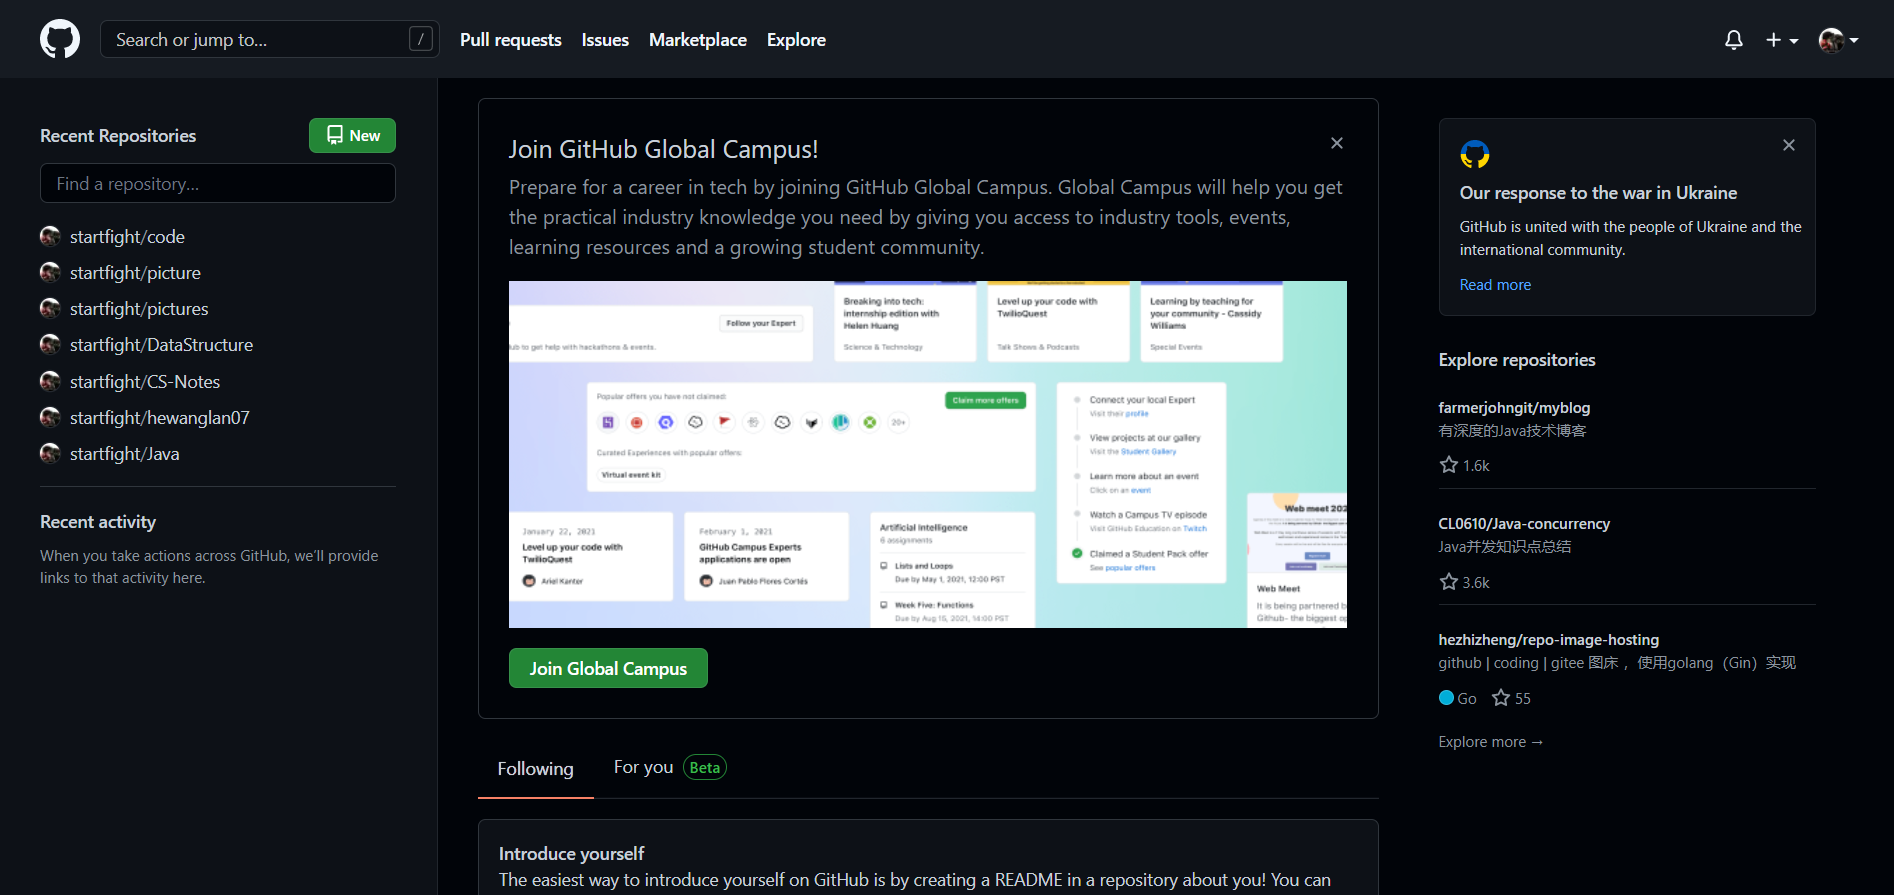 Search or jump to...
/
Pull requests
Issues
Marketplace
Explore
Recent Repositories
New
Find a repository...
startfight/code
startfight/picture
startfight/pictures
startfight/DataStructure
startfight/CS-Notes
startfight/hewanglan07
startfight/Java
Recent activity
When you take actions across GitHub, we'll provide
links to that activity here.
Join GitHub Global Campus!
Prepare for a career in tech by joining GitHub Global Campus. Global Campus will help you get
the practical industry knowledge you need by giving you access to industry tools, events,
learning resources and a growing student community.
Follow your Expert
to get help with hackathons & events.
Breaking into tech:
internship edition with
Helen Huang
Science & Technology
Level up your code with
TwilioQuest
Talk Shows & Podcasts
Learning by teaching for
your community - Cassidy
Williams
Special Events
Popular offers you have not claimed:
Claim more offers
20+
Curated Experiences with popular offers:
Virtual event kit
Connect your local Expert
Visit their profile
View projects at our gallery
Visit the Student Gallery
Learn more about an event
Click on an event
Watch a Campus TV episode
Visit GitHub Education on Twitch
Claimed a Student Pack offer
See popular offers
January 22, 2021
Level up your code with
TwilioQuest
Ariel Kanter
February 1, 2021
GitHub Campus Experts
applications are open
Juan Pablo Flores Cortés
Artificial Intelligence
6 assignments
Lists and Loops
Due by May 1, 2021, 12:00 PST
Week Five: Functions
Due by Aug 15, 2021, 14:00 PST
Web meet 202
Web Meet
It is being partnered b
Github- the biggest op
Join Global Campus
Following
For you
Beta
Introduce yourself
The easiest way to introduce yourself on GitHub is by creating a README in a repository about you! You can
Our response to the war in Ukraine
GitHub is united with the people of Ukraine and the
international community.
Read more
Explore repositories
farmerjohngit/myblog
有深度的Java技术博客
1.6k
CL0610/Java-concurrency
Java并发知识点总结
3.6k
hezhizheng/repo-image-hosting
github | coding | gitee 图床 ，使用golang（Gin）实现
Go
55
Explore more →